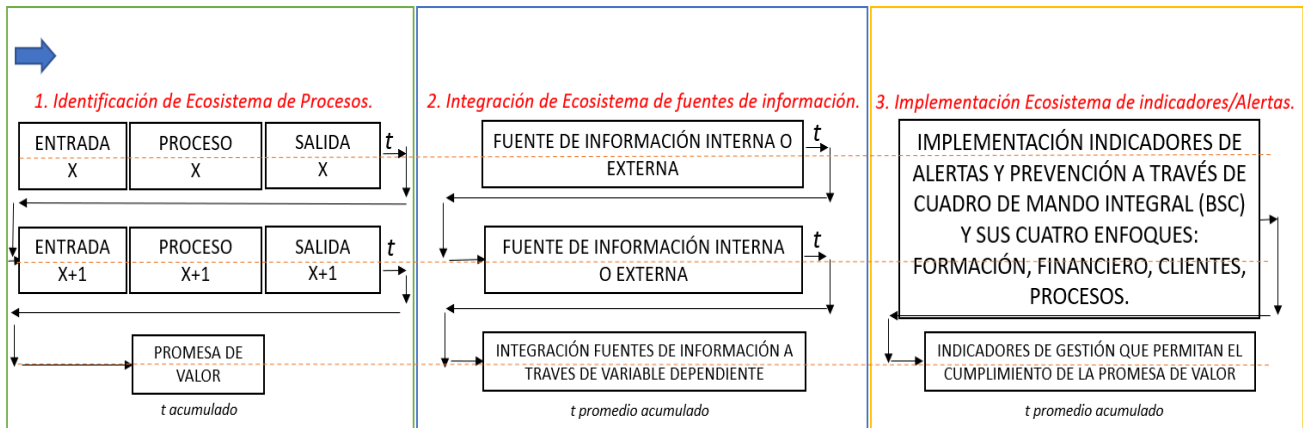 1. Identificación de Ecosistema de Procesos.
ENTRADA
X
PROCESO
X
SALIDA
X
t
ENTRADA
X+1
PROCESO
X+1
SALIDA
X+1
t
PROMESA DE
VALOR
t acumulado
2. Integración de Ecosistema de fuentes de información.
FUENTE DE INFORMACIÓN INTERNA O
EXTERNA
t
FUENTE DE INFORMACIÓN INTERNA
O EXTERNA
t
INTEGRACIÓN FUENTES DE INFORMACIÓN A
TRAVES DE VARIABLE DEPENDIENTE
t promedio acumulado
3. Implementación Ecosistema de indicadores/Alertas.
IMPLEMENTACIÓN INDICADORES DE
ALERTAS Y PREVENCIÓN A TRAVÉS DE
CUADRO DE MANDO INTEGRAL (BSC)
Y SUS CUATRO ENFOQUES:
FORMACIÓN, FINANCIERO, CLIENTES,
PROCESOS.
INDICADORES DE GESTIÓN QUE PERMITAN EL
CUMPLIMIENTO DE LA PROMESA DE VALOR
t promedio acumulado